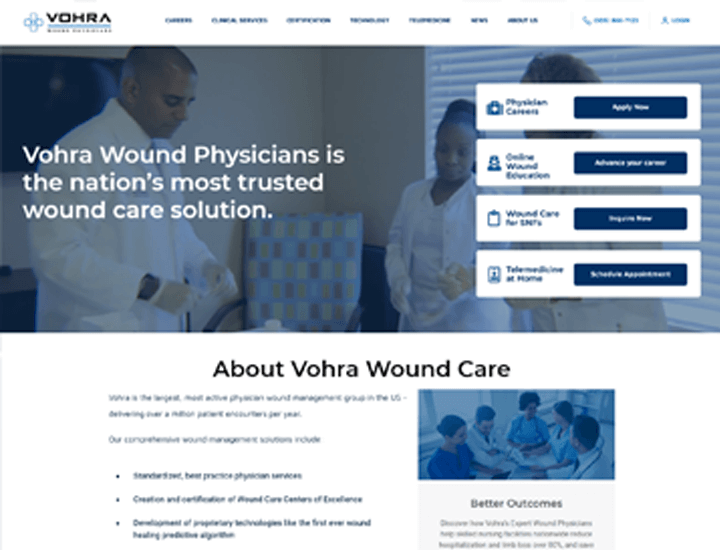 VOHRA
WOUND PHYSICIANS
CAREERS CLINICAL SERVICES CERTIFICATION TECHNOLOGY TELEMEDICINE NEWS ABOUT US
LOGIN
Vohra Wound Physicians is
the nation's most trusted
wound care solution.
Physician
Careers
Apply Now
Online
Wound
Education
Advance your career
Wound Care
for SNFs
Inquire Now
Telemedicine
at Home
Schedule Appointment
About Vohra Wound Care
Vohra is the largest, most active physician wound management group in the US -
delivering over a million patient encounters per year.
Our comprehensive wound management solutions include
• Standardized, best practice physician services
• Creation and certification of Wound Care Centers of Excellence
• Development of proprietary technologies like the first ever wound
healing predictive algorithm
Better Outcomes
Discover how Vohra's Expert Wound Physicians
help skilled nursing facilities nationwide reduce
hospitalization and limb loss over 80%, and save